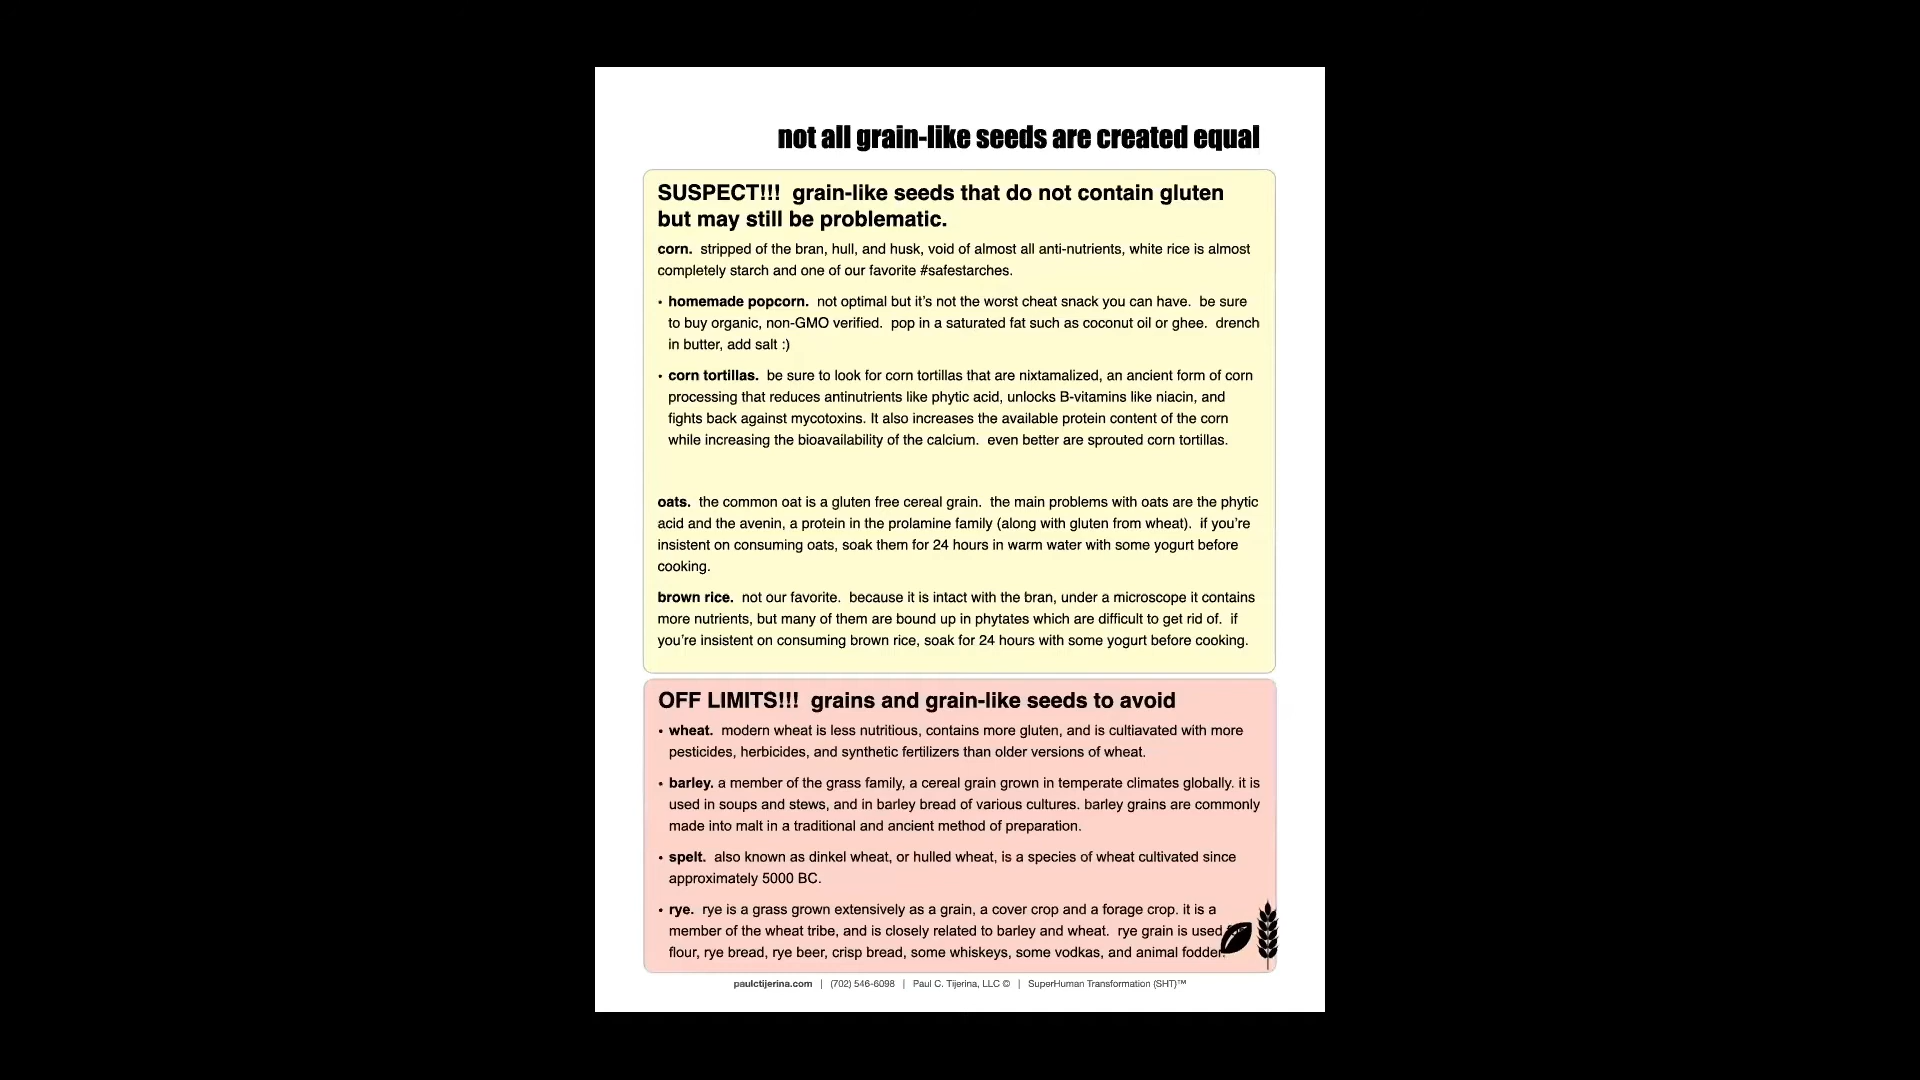 not all grain-like seeds are created equal
SUSPECT!!!  grain-like seeds that do not contain gluten
but may still be problematic.
corn.  stripped of the bran, hull, and husk, void of almost all anti-nutrients, white rice is almost
completely starch and one of our favorite #safestarches.
• homemade popcorn.  not optimal but it's not the worst cheat snack you can have.  be sure
to buy organic, non-GMO verified.  pop in a saturated fat such as coconut oil or ghee.  drench
in butter, add salt :)
• corn tortillas.  be sure to look for corn tortillas that are nixtamalized, an ancient form of corn
processing that reduces antinutrients like phytic acid, unlocks B-vitamins like niacin, and
fights back against mycotoxins. It also increases the available protein content of the corn
while increasing the bioavailability of the calcium.  even better are sprouted corn tortillas.
oats.  the common oat is a gluten free cereal grain.  the main problems with oats are the phytic
acid and the avenin, a protein in the prolamine family (along with gluten from wheat).  if you're
insistent on consuming oats, soak them for 24 hours in warm water with some yogurt before
cooking.
brown rice.  not our favorite.  because it is intact with the bran, under a microscope it contains
more nutrients, but many of them are bound up in phytates which are difficult to get rid of.  if
you're insistent on consuming brown rice, soak for 24 hours with some yogurt before cooking.
OFF LIMITS!!!  grains and grain-like seeds to avoid
• wheat.  modern wheat is less nutritious, contains more gluten, and is cultiavated with more
pesticides, herbicides, and synthetic fertilizers than older versions of wheat.
• barley. a member of the grass family, a cereal grain grown in temperate climates globally. it is
used in soups and stews, and in barley bread of various cultures. barley grains are commonly
made into malt in a traditional and ancient method of preparation.
• spelt.  also known as dinkel wheat, or hulled wheat, is a species of wheat cultivated since
approximately 5000 BC.
• rye.  rye is a grass grown extensively as a grain, a cover crop and a forage crop. it is a
member of the wheat tribe, and is closely related to barley and wheat.  rye grain is used
flour, rye bread, rye beer, crisp bread, some whiskeys, some vodkas, and animal fodder.
paulctijerina.com  |  (702) 546-6098  |  Paul C. Tijerina, LLC ©  |  SuperHuman Transformation (SHT)™